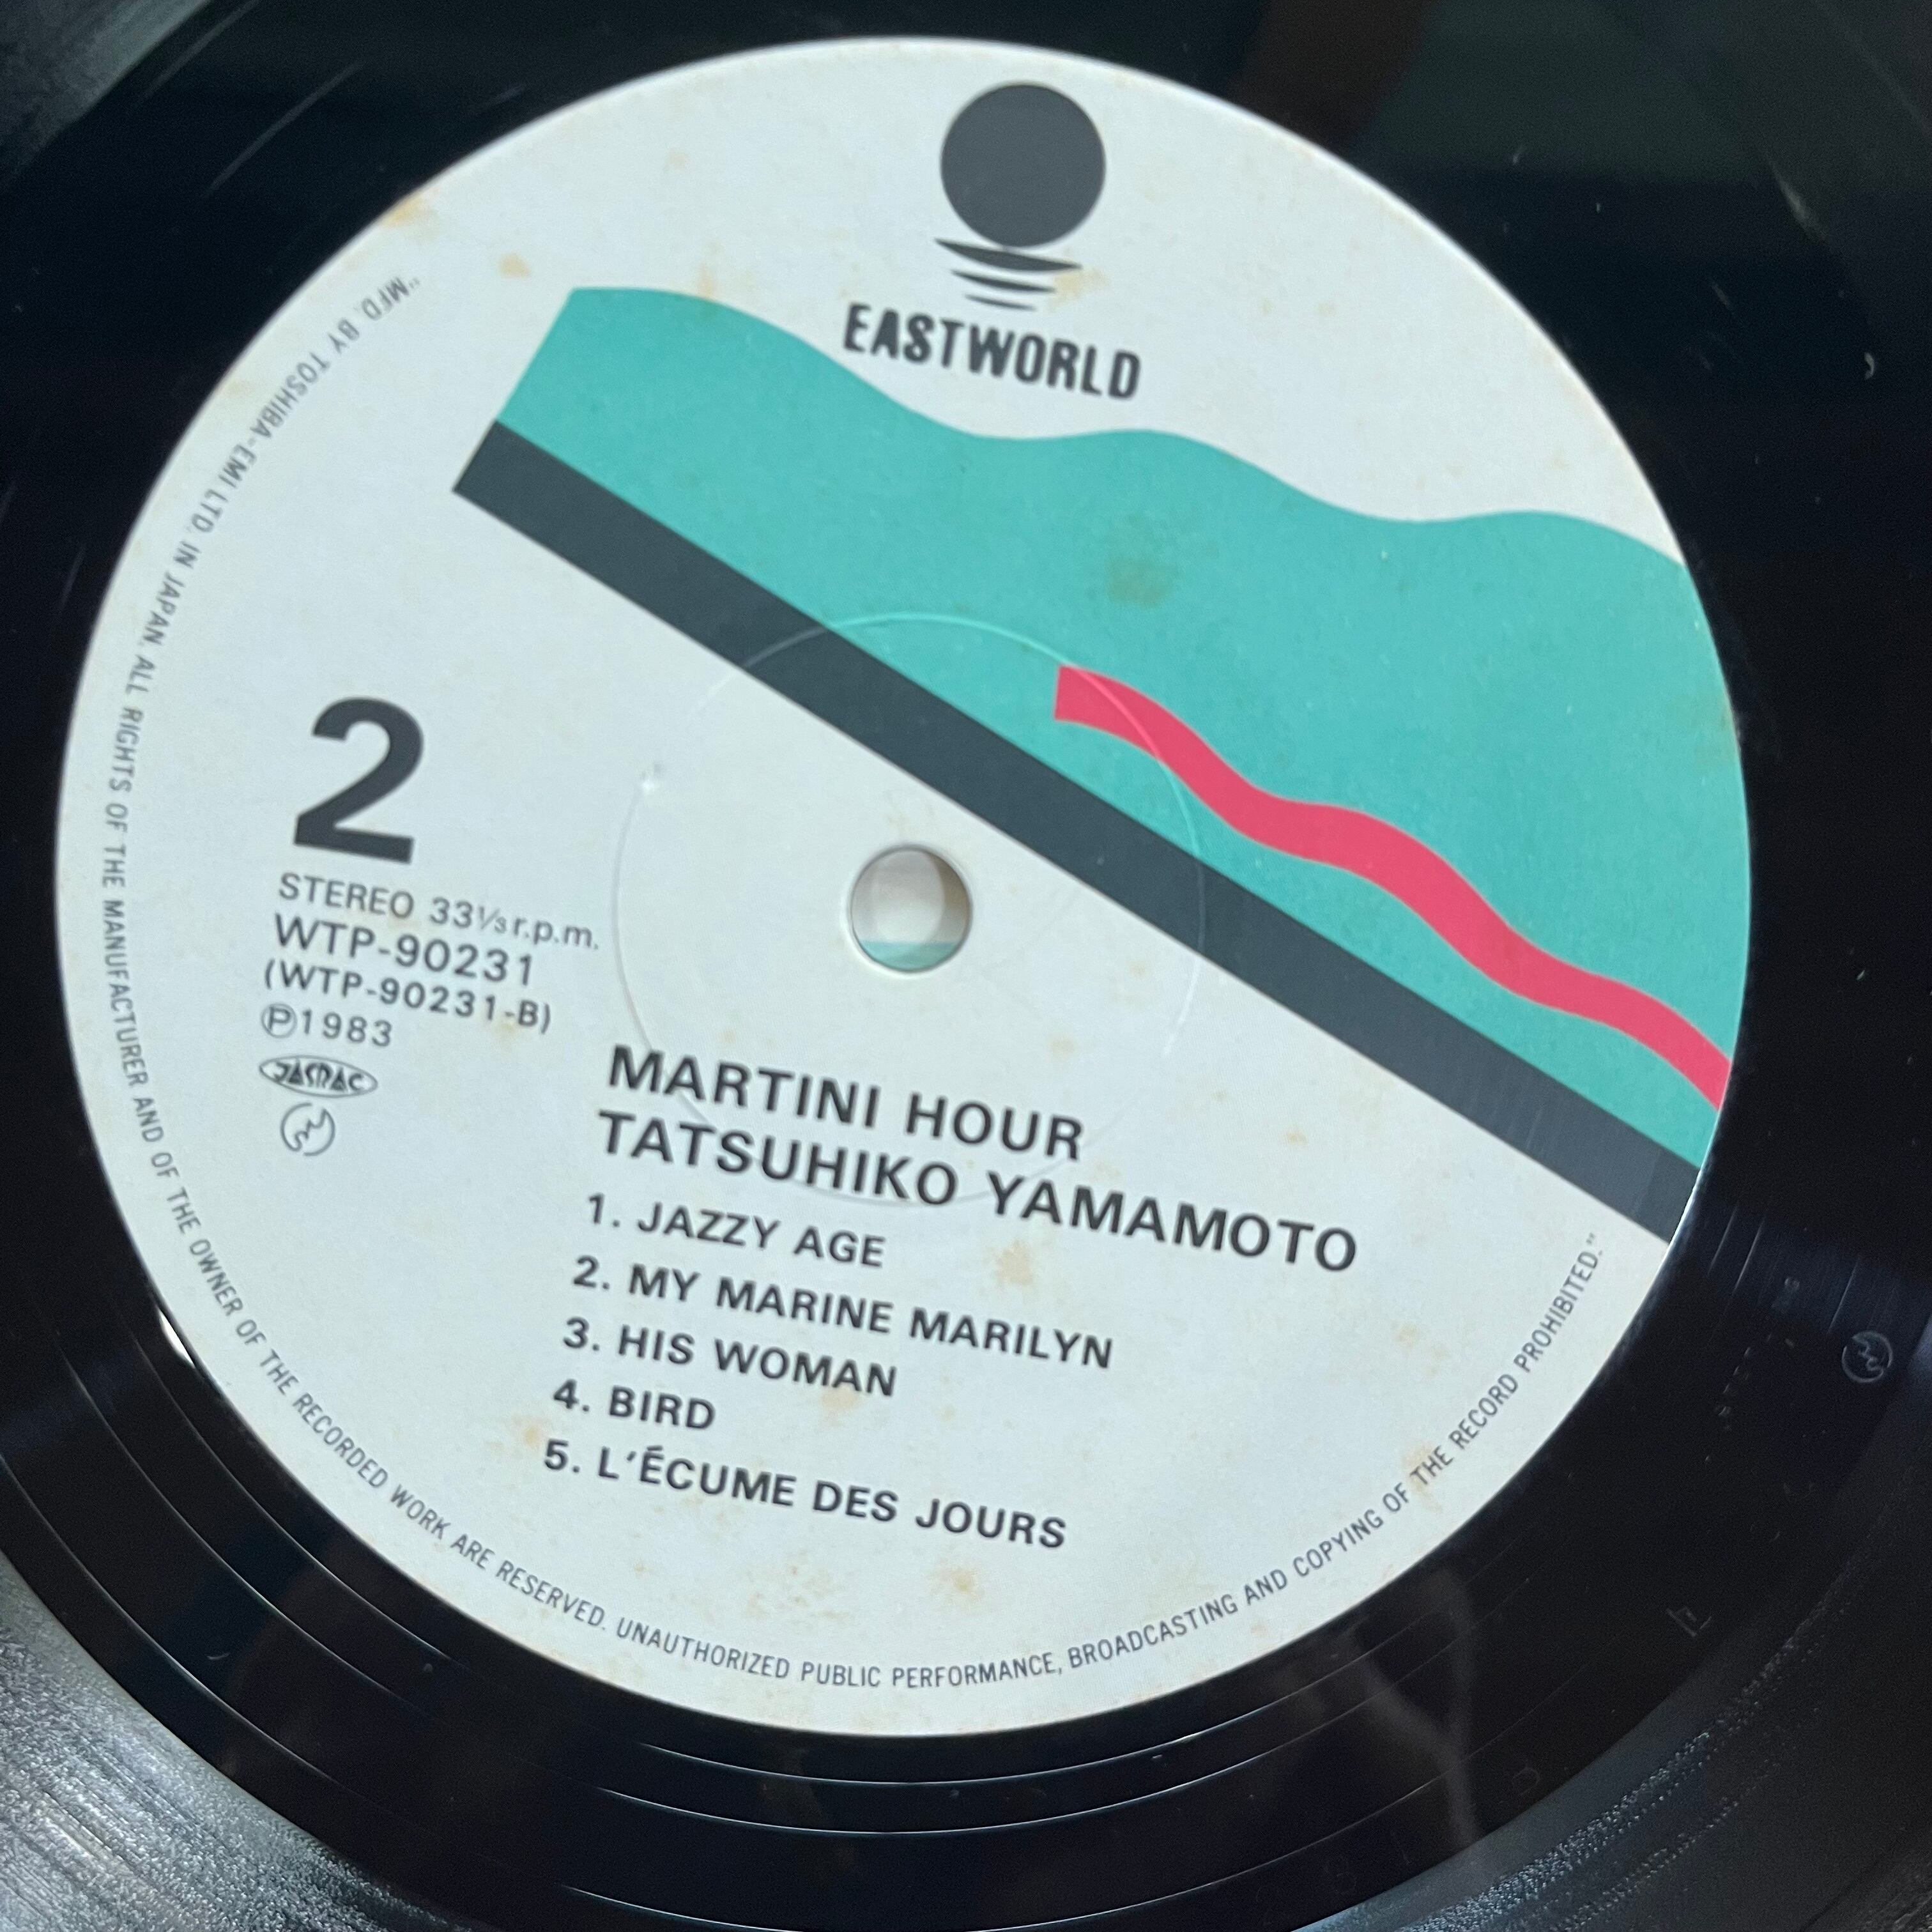 EASTWORLD
2
STEREO 33⅓ r.p.m.
WTP-90231
(WTP-90231-B)
Ⓟ1983
JASRAC
MARTINI HOUR
TATSUHIKO YAMAMOTO
1. JAZZY AGE
2. MY MARINE MARILYN
3. HIS WOMAN
4. BIRD
5. L'ÉCUME DES JOURS
"MFD. BY TOSHIBA-EMI LTD. IN JAPAN. ALL RIGHTS OF THE MANUFACTURER AND OF THE OWNER OF THE RECORDED WORK ARE RESERVED. UNAUTHORIZED PUBLIC PERFORMANCE, BROADCASTING AND COPYING OF THE RECORD PROHIBITED."